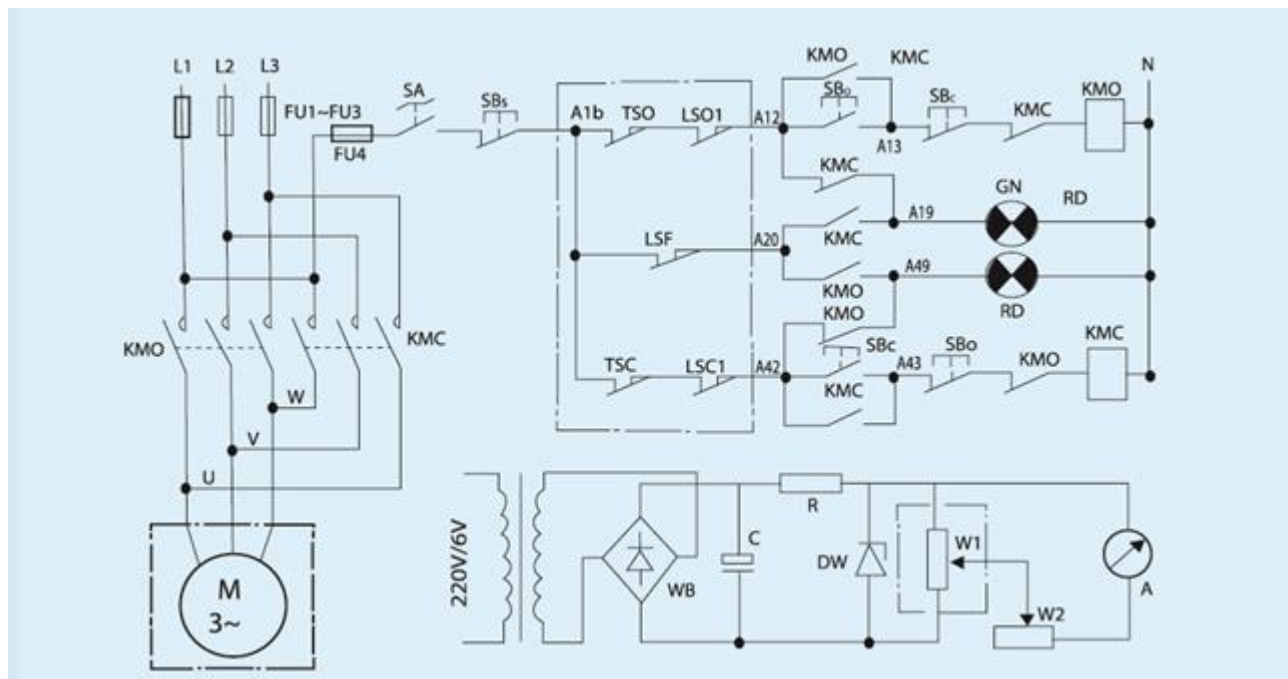 L1 L2 L3
FU1~FU3
FU4
SA
SBs
A1b
TSO
LSO1
A12
KMO
KMC
SBo
A13
SBc
KMC
KMO
N
KMC
A19
GN
RD
LSF
A20
KMC
KMO
A49
RD
KMO
KMC
KMO
TSC
LSC1
A42
SBc
KMC
A43
SBo
KMO
KMC
W
V
U
M
3~
220V/6V
WB
C
R
DW
W1
W2
A